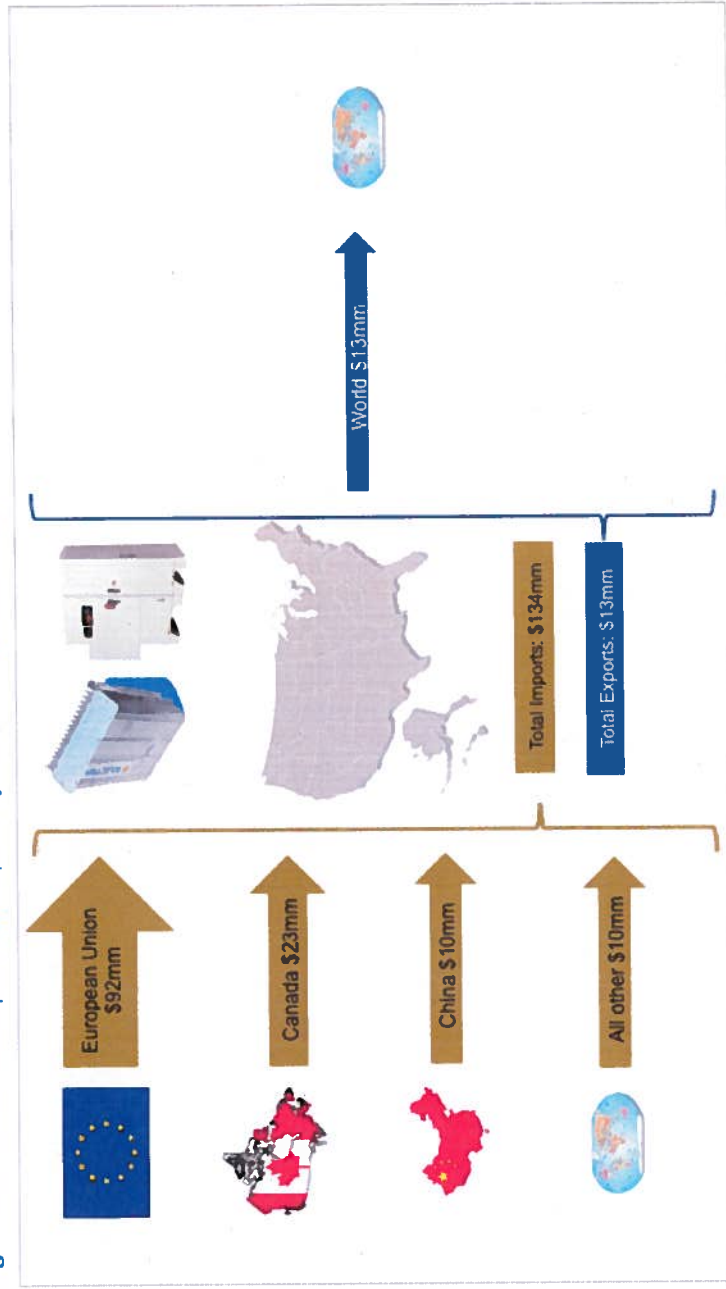 European Union
$92mm
Canada $23mm
China $10mm
All other $10mm
Total Imports: $134mm
Total Exports: $13mm
World $13mm